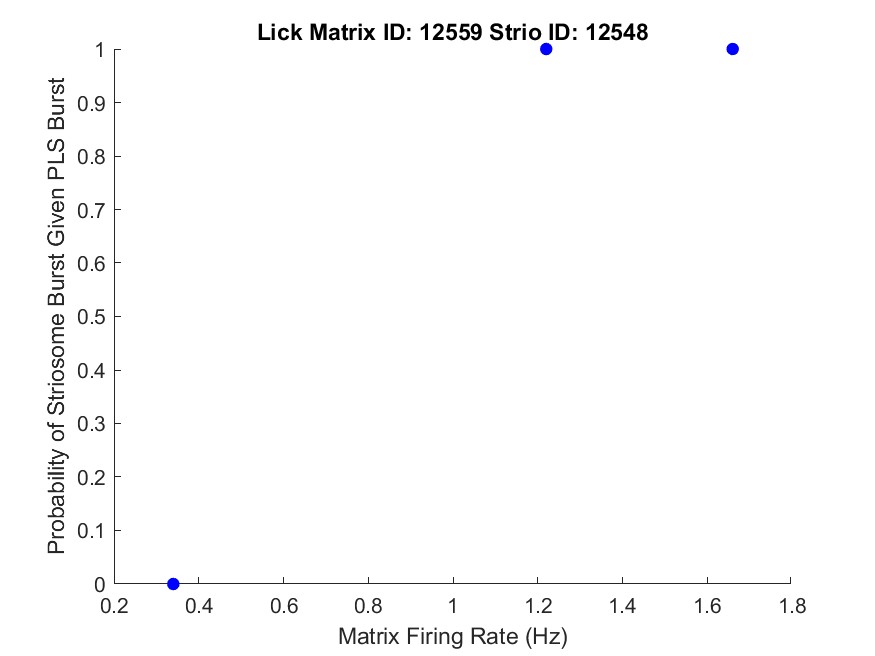 Lick Matrix ID: 12559 Strio ID: 12548
Probability of Striosome Burst Given PLS Burst
1
0.9
0.8
0.7
0.6
0.5
0.4
0.3
0.2
0.1
0
0.2 0.4 0.6 0.8 1 1.2 1.4 1.6 1.8
Matrix Firing Rate (Hz)